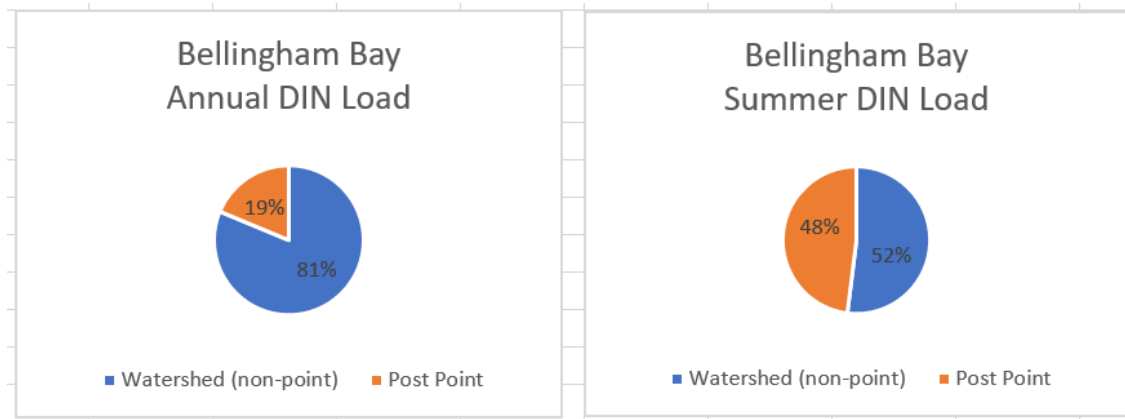 Bellingham Bay
Annual DIN Load
19%
81%
Watershed (non-point) Post Point
Bellingham Bay
Summer DIN Load
48%
52%
Watershed (non-point) Post Point